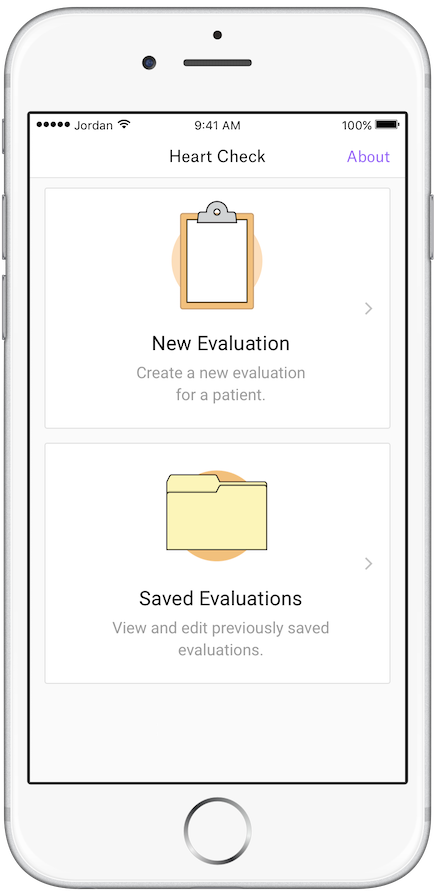 Jordan 9:41 AM 100%
Heart Check About
New Evaluation
Create a new evaluation
for a patient.
Saved Evaluations
View and edit previously saved
evaluations.